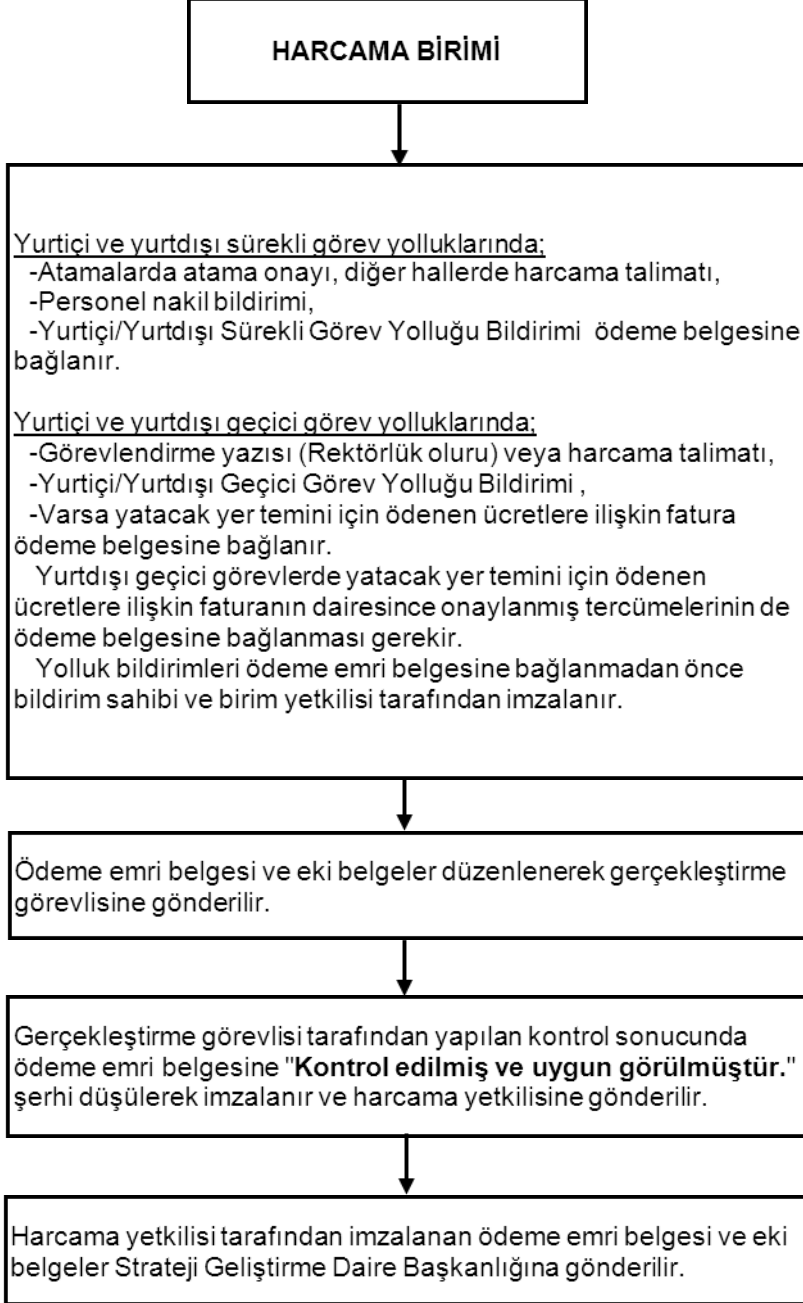 HARCAMA BİRİMİ
Yurtiçi ve yurtdışı sürekli görev yolluklarında;
-Atamalarda atama onayı, diğer hallerde harcama talimatı,
-Personel nakil bildirimi,
-Yurtiçi/Yurtdışı Sürekli Görev Yolluğu Bildirimi ödeme belgesine
bağlanır.
Yurtiçi ve yurtdışı geçici görev yolluklarında;
-Görevlendirme yazısı (Rektörlük oluru) veya harcama talimatı,
-Yurtiçi/Yurtdışı Geçici Görev Yolluğu Bildirimi ,
-Varsa yatacak yer temini için ödenen ücretlere ilişkin fatura
ödeme belgesine bağlanır.
Yurtdışı geçici görevlerde yatacak yer temini için ödenen
ücretlere ilişkin faturanın dairesince onaylanmış tercümelerinin de
ödeme belgesine bağlanması gerekir.
Yolluk bildirimleri ödeme emri belgesine bağlanmadan önce
bildirim sahibi ve birim yetkilisi tarafından imzalanır.
Ödeme emri belgesi ve eki belgeler düzenlenerek gerçekleştirme
görevlisine gönderilir.
Gerçekleştirme görevlisi tarafından yapılan kontrol sonucunda
ödeme emri belgesine "Kontrol edilmiş ve uygun görülmüştür."
şerhi düşülerek imzalanır ve harcama yetkilisine gönderilir.
Harcama yetkilisi tarafından imzalanan ödeme emri belgesi ve eki
belgeler Strateji Geliştirme Daire Başkanlığına gönderilir.